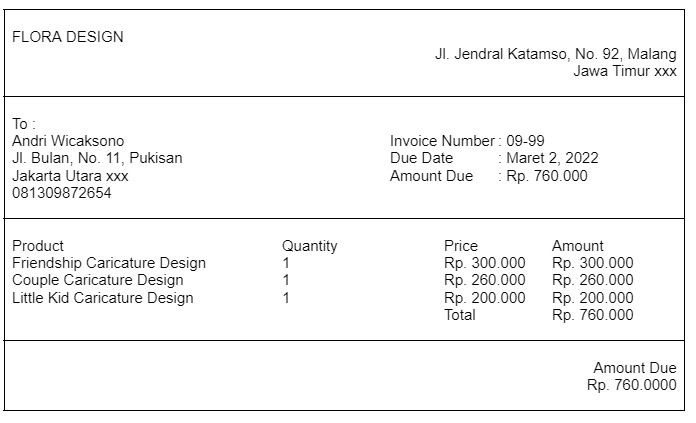 FLORA DESIGN
Jl. Jendral Katamso, No. 92, Malang
Jawa Timur xxx
To :
Andri Wicaksono
Jl. Bulan, No. 11, Pukisan
Jakarta Utara xxx
081309872654
Invoice Number : 09-99
Due Date : Maret 2, 2022
Amount Due : Rp. 760.000
Product Quantity Price Amount
Friendship Caricature Design 1 Rp. 300.000 Rp. 300.000
Couple Caricature Design 1 Rp. 260.000 Rp. 260.000
Little Kid Caricature Design 1 Rp. 200.000 Rp. 200.000
Total Rp. 760.000
Amount Due
Rp. 760.0000